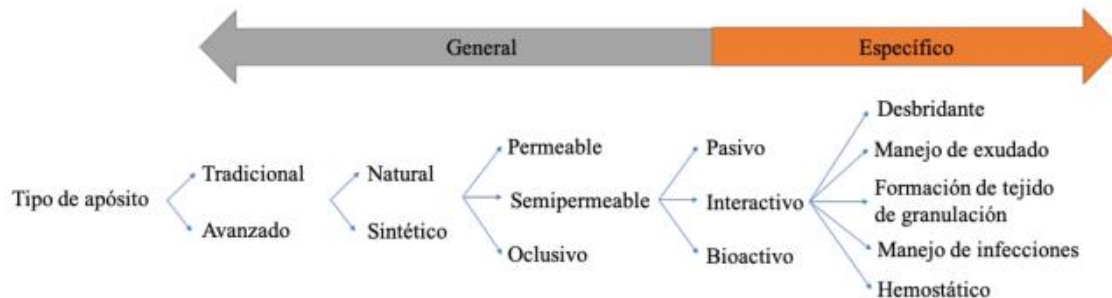 General
Específico
Tipo de apósito
Tradicional
Avanzado
Natural
Sintético
Permeable
Semipermeable
Oclusivo
Pasivo
Interactivo
Bioactivo
Desbridante
Manejo de exudado
Formación de tejido
de granulación
Manejo de infecciones
Hemostático